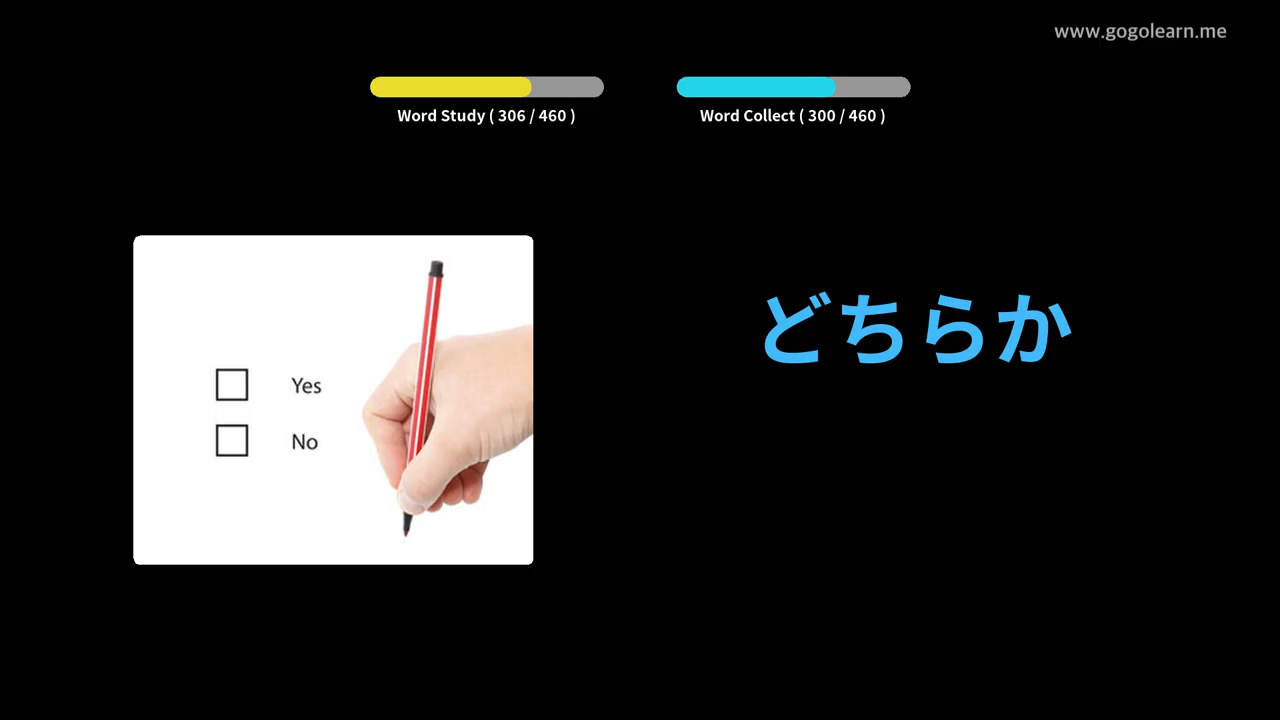 www.gogolearn.me
Word Study ( 306 / 460 )
Word Collect ( 300 / 460 )
Yes
No
どちらか